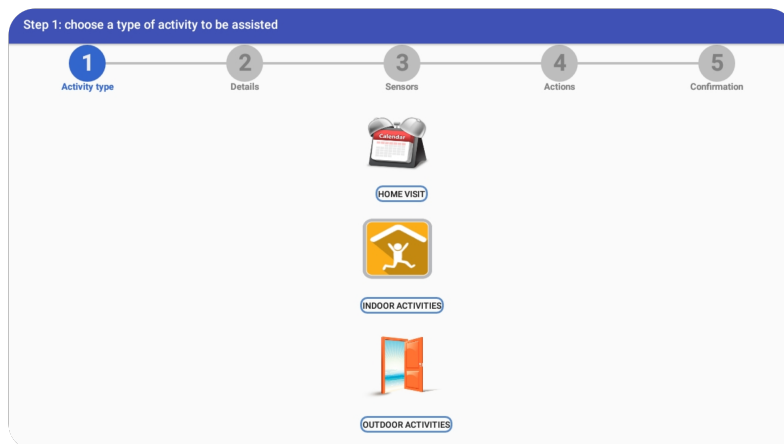 Step 1: choose a type of activity to be assisted
1 2 3 4 5
Activity type Details Sensors Actions Confirmation
Calendar
HOME VISIT
INDOOR ACTIVITIES
OUTDOOR ACTIVITIES